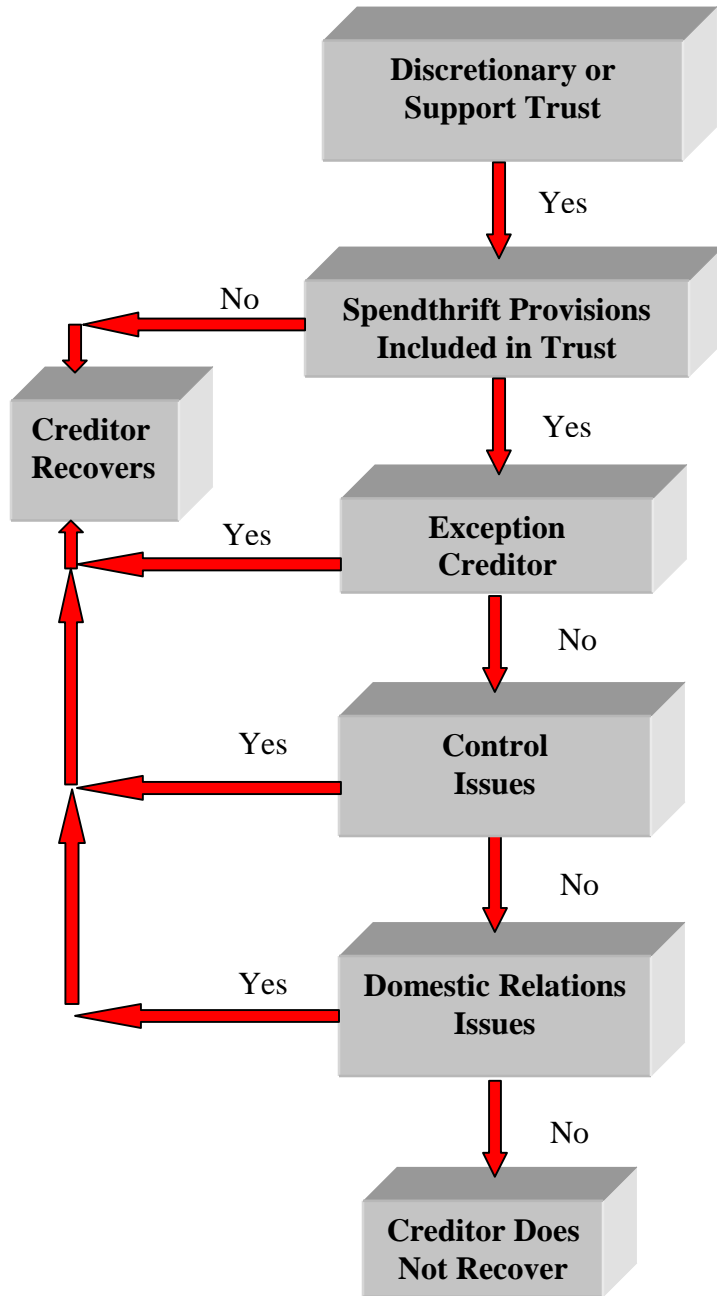 Discretionary or
Support Trust
Yes
No
Spendthrift Provisions
Included in Trust
Creditor
Recovers
Yes
Yes
Exception
Creditor
No
Yes
Control
Issues
No
Yes
Domestic Relations
Issues
No
Creditor Does
Not Recover